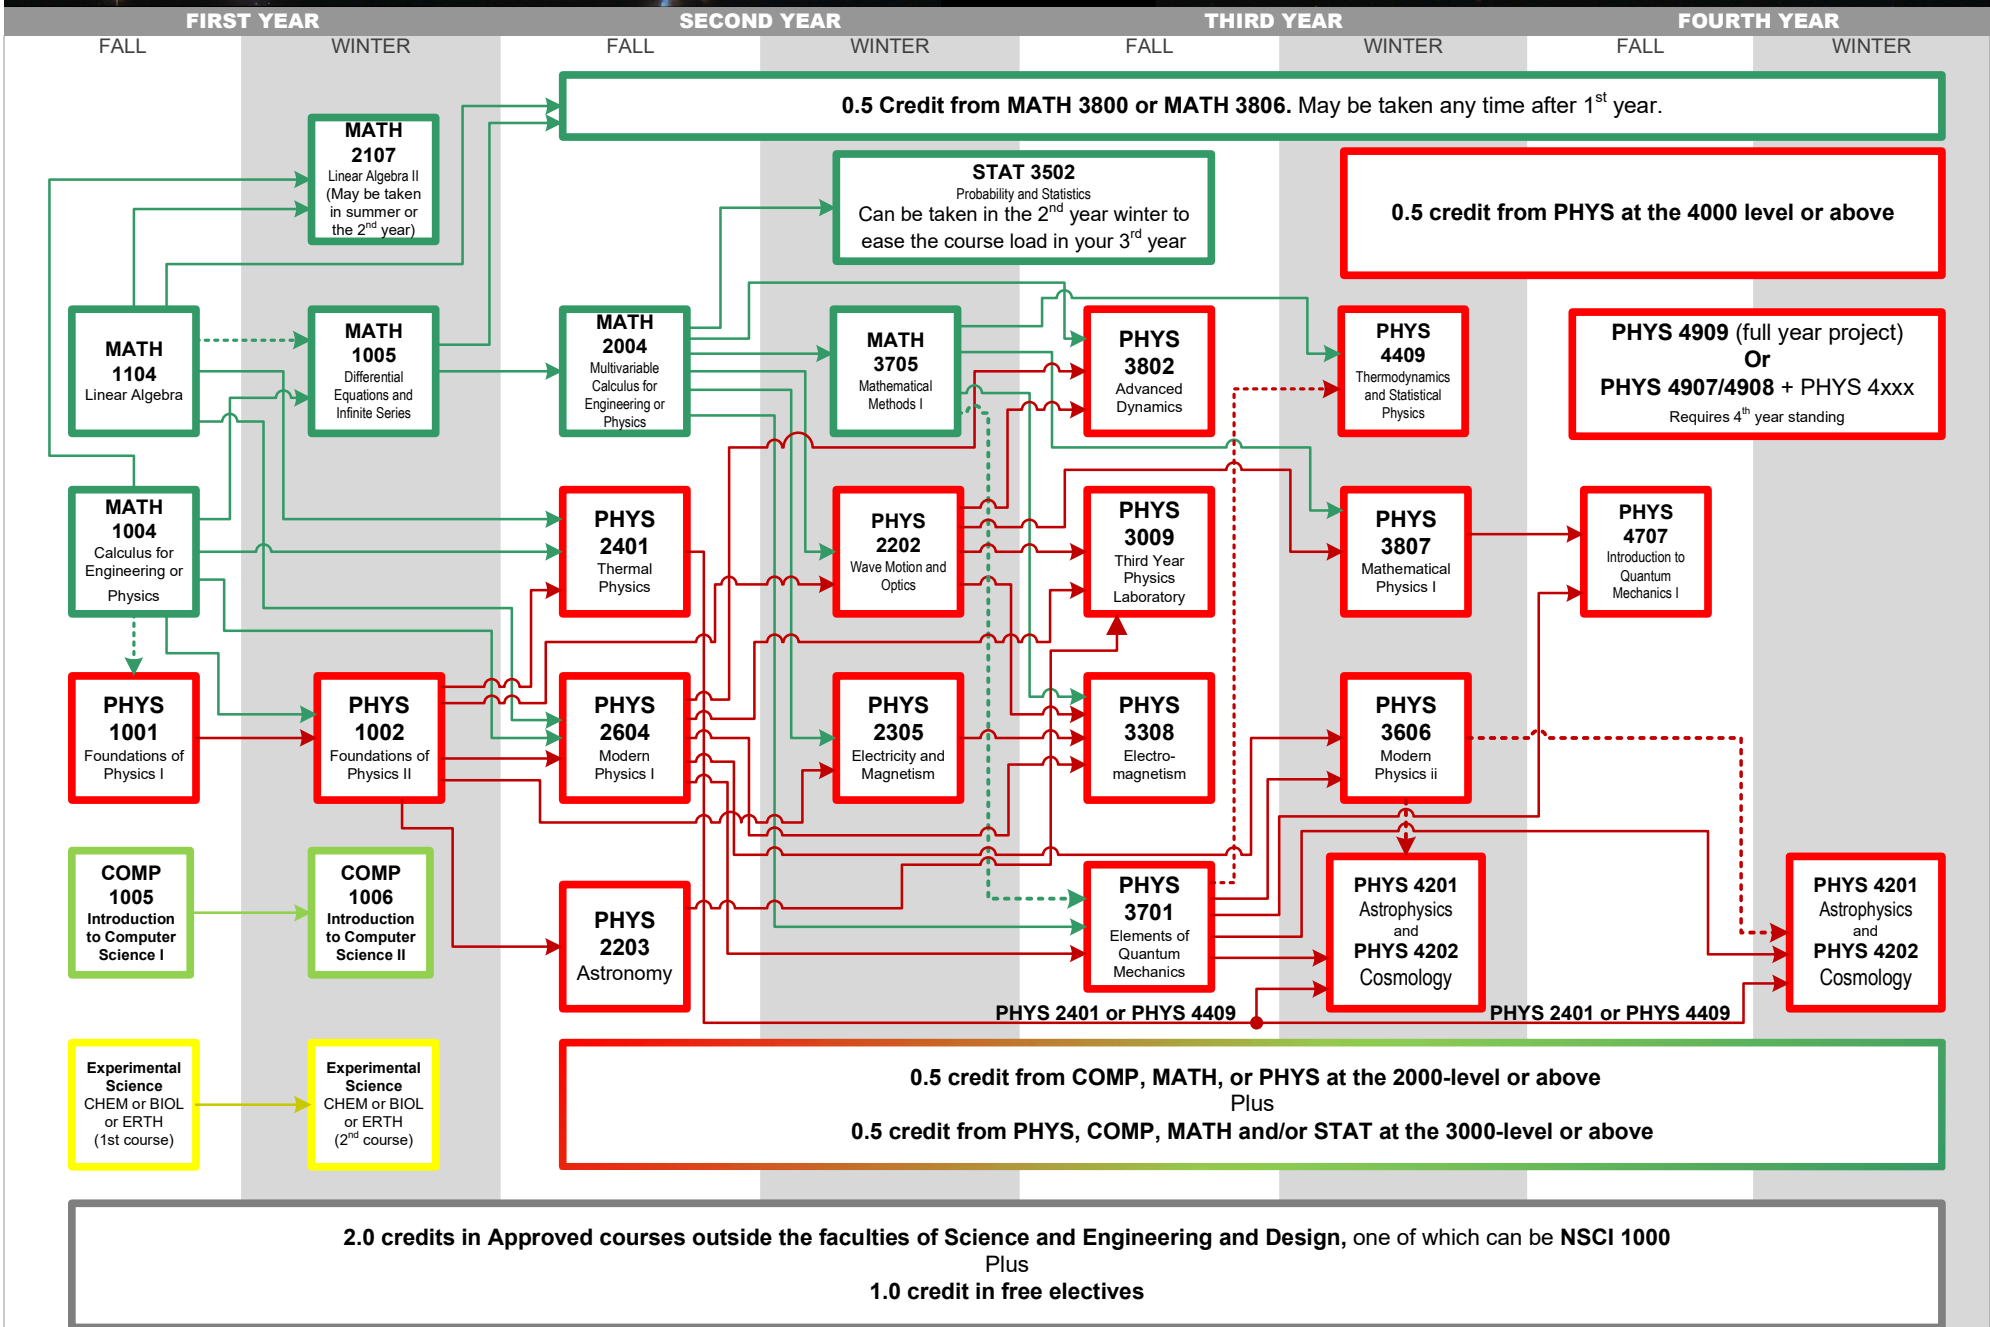 FIRST YEAR
SECOND YEAR
THIRD YEAR
FOURTH YEAR
FALL
WINTER
FALL
WINTER
FALL
WINTER
FALL
WINTER
0.5 Credit from MATH 3800 or MATH 3806. May be taken any time after 1st year.
MATH
2107
Linear Algebra II
(May be taken
in summer or
the 2nd year)
STAT 3502
Probability and Statistics
Can be taken in the 2nd year winter to
ease the course load in your 3rd year
0.5 credit from PHYS at the 4000 level or above
MATH
1104
Linear Algebra
MATH
1005
Differential
Equations and
Infinite Series
MATH
2004
Multivariable
Calculus for
Engineering or
Physics
MATH
3705
Mathematical
Methods I
PHYS
3802
Advanced
Dynamics
PHYS
4409
Thermodynamics
and Statistical
Physics
PHYS 4909 (full year project)
Or
PHYS 4907/4908 + PHYS 4xxx
Requires 4th year standing
MATH
1004
Calculus for
Engineering or
Physics
PHYS
2401
Thermal
Physics
PHYS
2202
Wave Motion and
Optics
PHYS
3009
Third Year
Physics
Laboratory
PHYS
3807
Mathematical
Physics I
PHYS
4707
Introduction to
Quantum
Mechanics I
PHYS
1001
Foundations of
Physics I
PHYS
1002
Foundations of
Physics II
PHYS
2604
Modern
Physics I
PHYS
2305
Electricity and
Magnetism
PHYS
3308
Electro-
magnetism
PHYS
3606
Modern
Physics ii
COMP
1005
Introduction
to Computer
Science I
COMP
1006
Introduction
to Computer
Science II
PHYS
2203
Astronomy
PHYS
3701
Elements of
Quantum
Mechanics
PHYS 4201
Astrophysics
and
PHYS 4202
Cosmology
PHYS 4201
Astrophysics
and
PHYS 4202
Cosmology
PHYS 2401 or PHYS 4409
PHYS 2401 or PHYS 4409
Experimental
Science
CHEM or BIOL
or ERTH
(1st course)
Experimental
Science
CHEM or BIOL
or ERTH
(2nd course)
0.5 credit from COMP, MATH, or PHYS at the 2000-level or above
Plus
0.5 credit from PHYS, COMP, MATH and/or STAT at the 3000-level or above
2.0 credits in Approved courses outside the faculties of Science and Engineering and Design, one of which can be NSCI 1000
Plus
1.0 credit in free electives